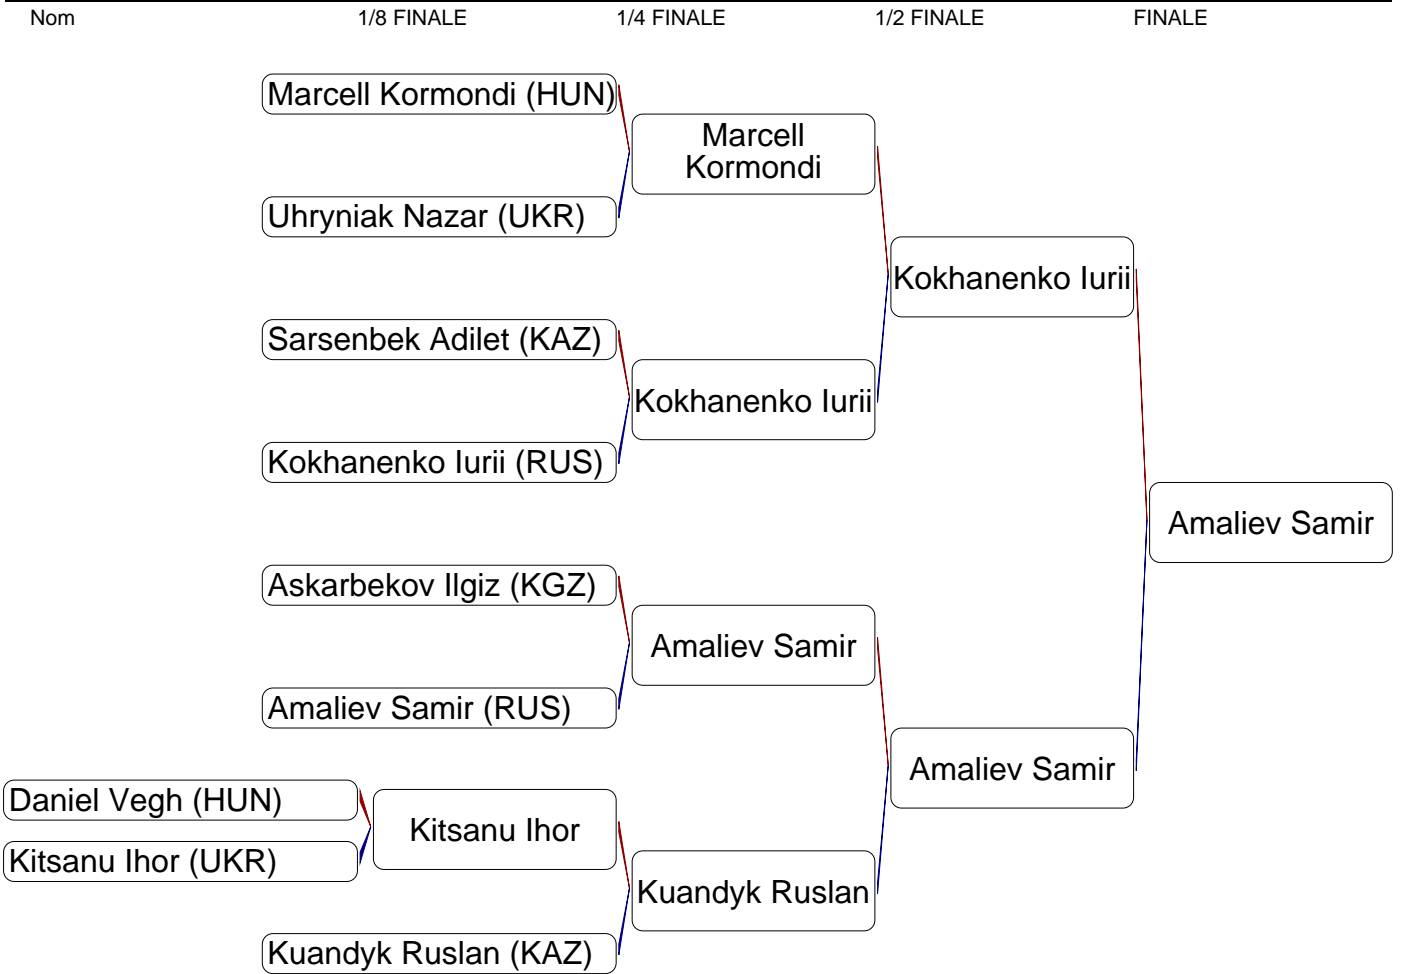 Nom 1/8 FINALE 1/4 FINALE 1/2 FINALE FINALE
Marcell Kormondi (HUN)
Marcell
Kormondi
Uhryniak Nazar (UKR)
Kokhanenko Iurii
Sarsenbek Adilet (KAZ)
Kokhanenko Iurii
Kokhanenko Iurii (RUS)
Amaliev Samir
Askarbekov Ilgiz (KGZ)
Amaliev Samir
Amaliev Samir (RUS)
Amaliev Samir
Daniel Vegh (HUN)
Kitsanu Ihor
Kitsanu Ihor (UKR)
Kuandyk Ruslan
Kuandyk Ruslan (KAZ)